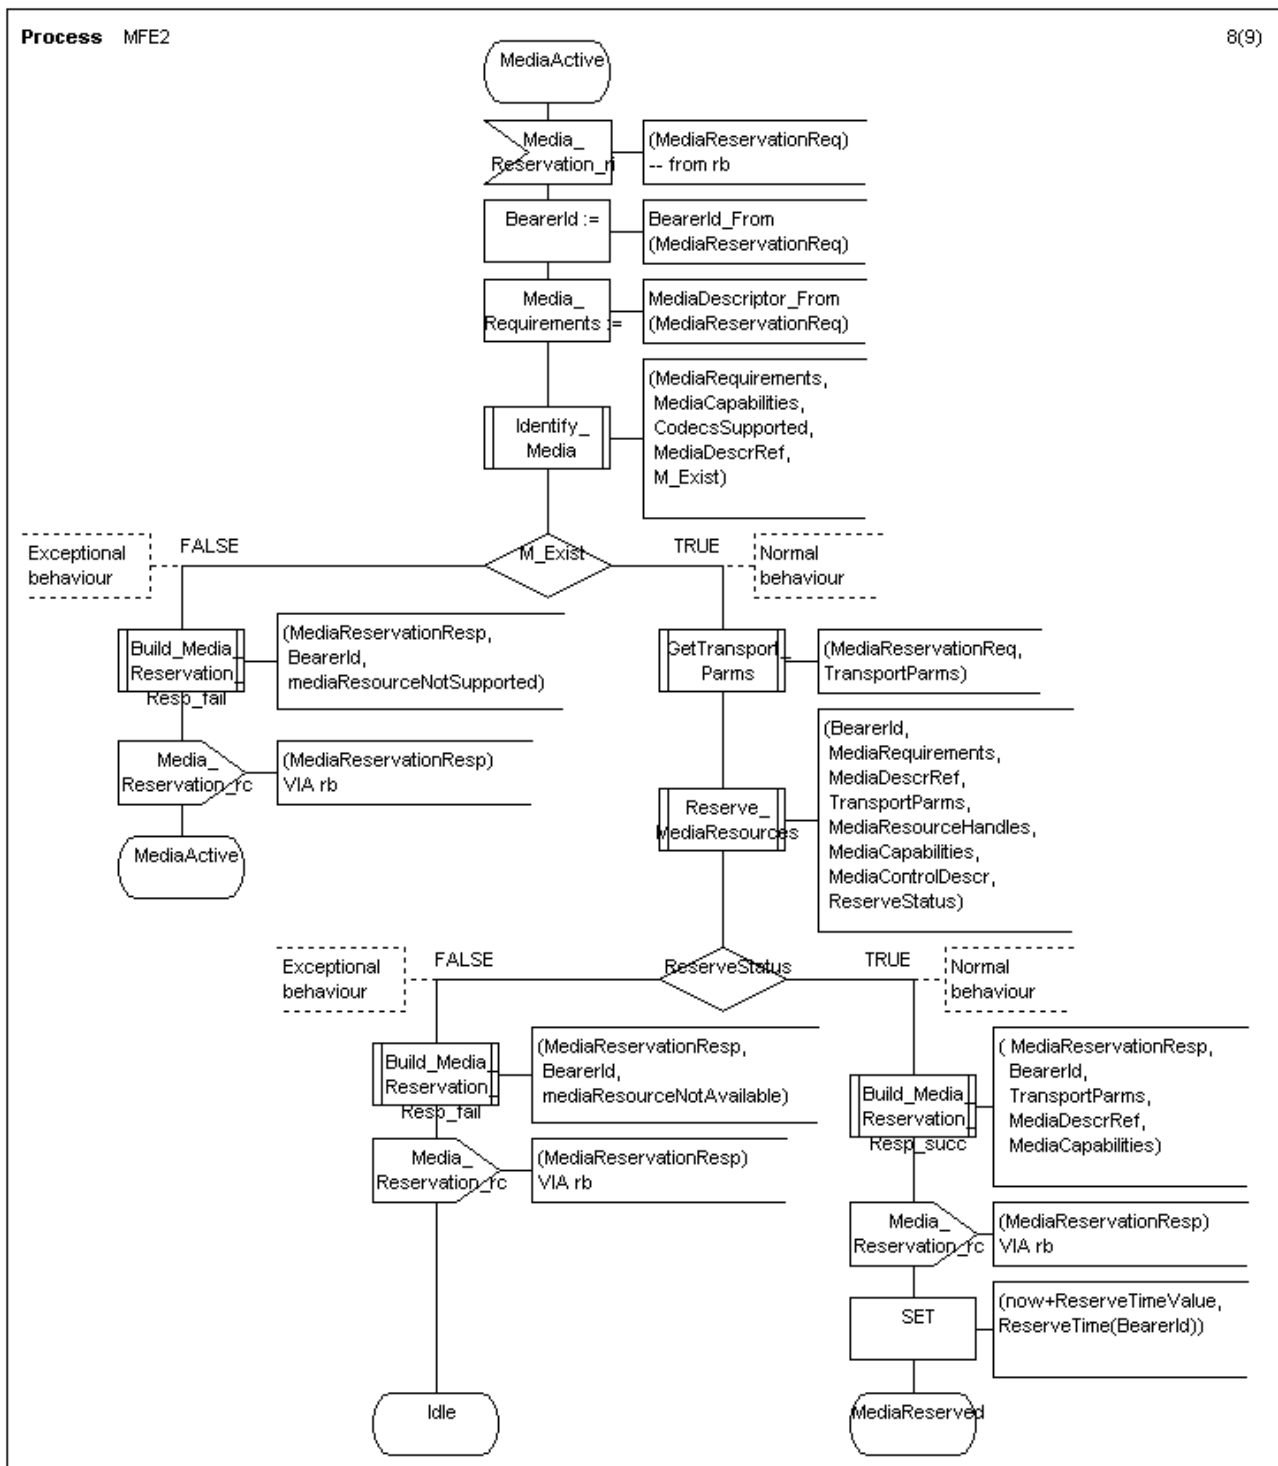 Process MFE2
8(9)
MediaActive
Media_
Reservation_ri
(MediaReservationReq)
-- from rb
BearerId :=
BearerId_From
(MediaReservationReq)
Media_
Requirements :=
MediaDescriptor_From
(MediaReservationReq)
Identify_
Media
(MediaRequirements,
MediaCapabilities,
CodecsSupported,
MediaDescrRef,
M_Exist)
Exceptional
behaviour
FALSE
M_Exist
TRUE
Normal
behaviour
Build_Media_
Reservation_
Resp_fail
(MediaReservationResp,
BearerId,
mediaResourceNotSupported)
GetTransport_
Parms
(MediaReservationReq,
TransportParms)
Media_
Reservation_rc
(MediaReservationResp)
VIA rb
MediaActive
Reserve_
MediaResources
(BearerId,
MediaRequirements,
MediaDescrRef,
TransportParms,
MediaResourceHandles,
MediaCapabilities,
MediaControlDescr,
ReserveStatus)
Exceptional
behaviour
FALSE
ReserveStatus
TRUE
Normal
behaviour
Build_Media_
Reservation_
Resp_fail
(MediaReservationResp,
BearerId,
mediaResourceNotAvailable)
Build_Media_
Reservation_
Resp_succ
( MediaReservationResp,
BearerId,
TransportParms,
MediaDescrRef,
MediaCapabilities)
Media_
Reservation_rc
(MediaReservationResp)
VIA rb
Media_
Reservation_rc
(MediaReservationResp)
VIA rb
SET
(now+ReserveTimeValue,
ReserveTime(BearerId))
Idle
MediaReserved